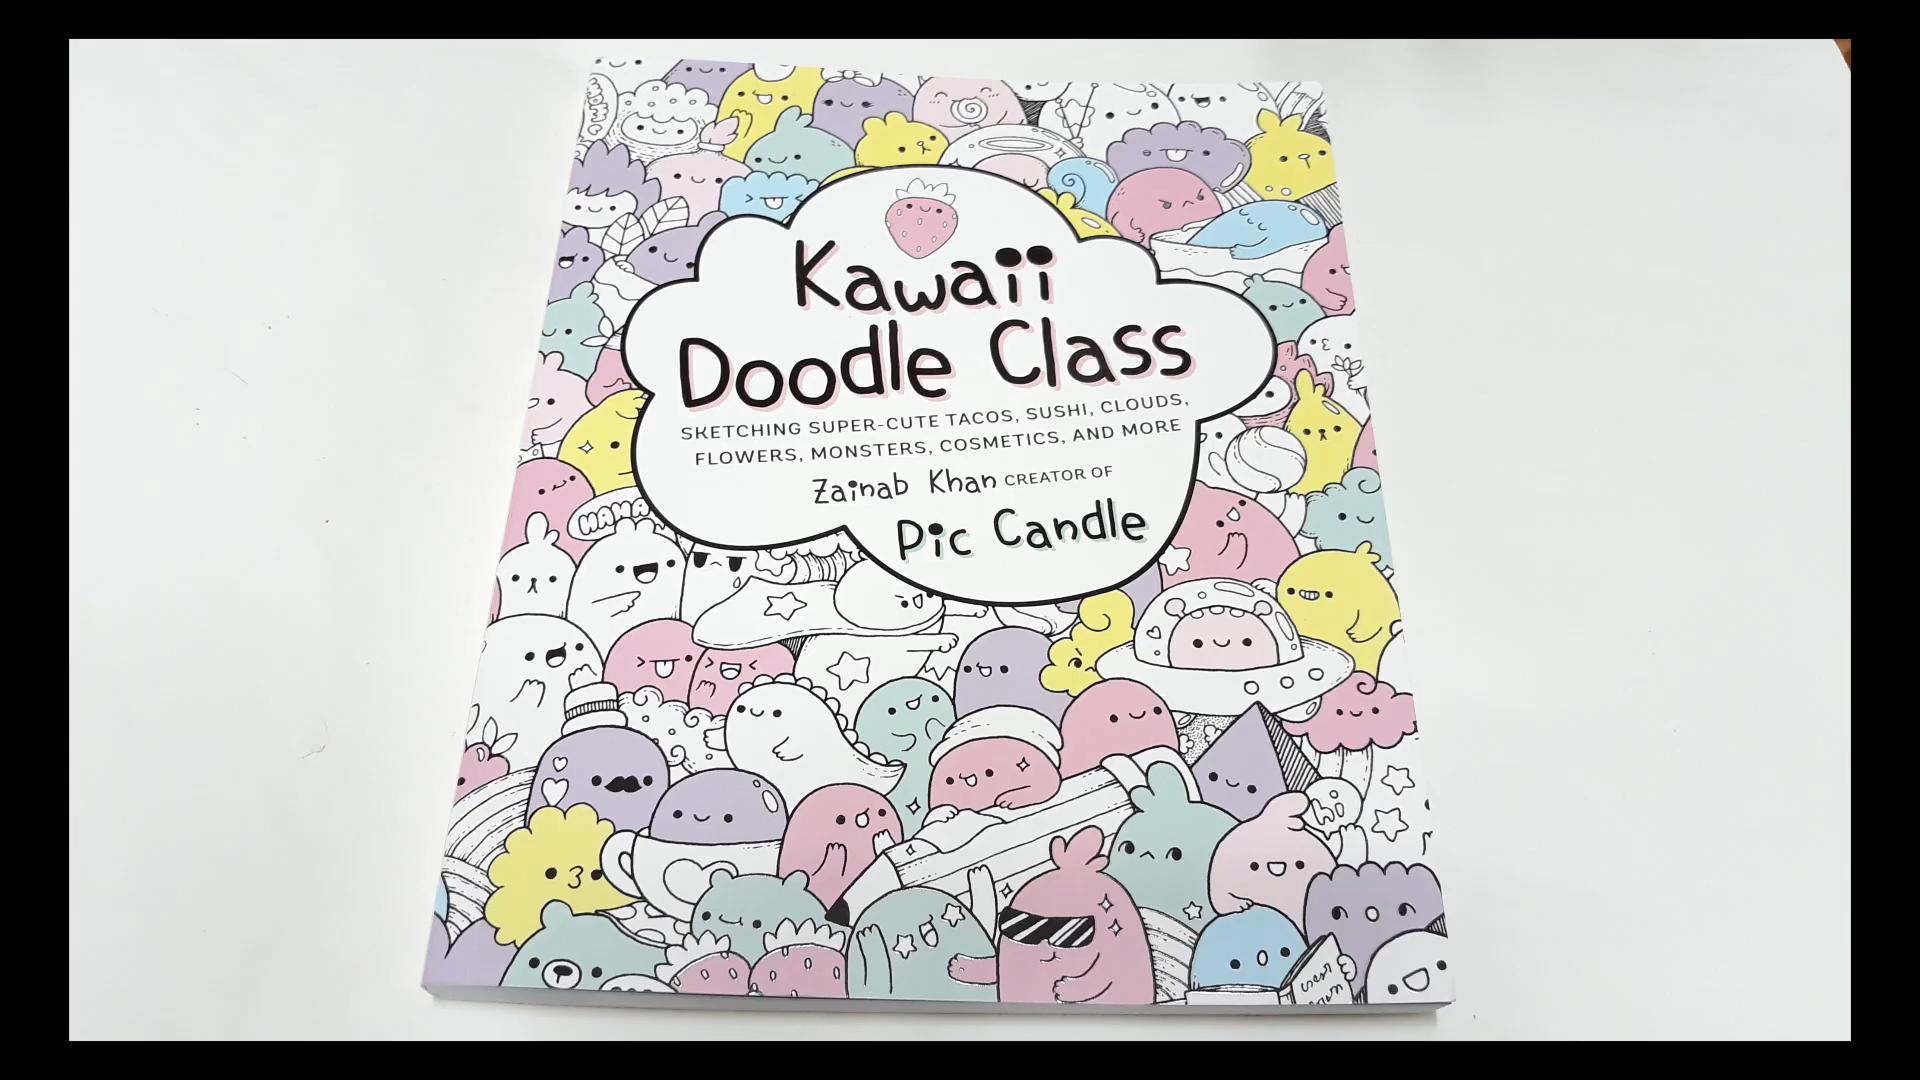 Kawaii
Doodle Class
SKETCHING SUPER-CUTE TACOS, SUSHI, CLOUDS,
FLOWERS, MONSTERS, COSMETICS, AND MORE
Zainab Khan CREATOR OF
Pic Candle
HAHA
hi